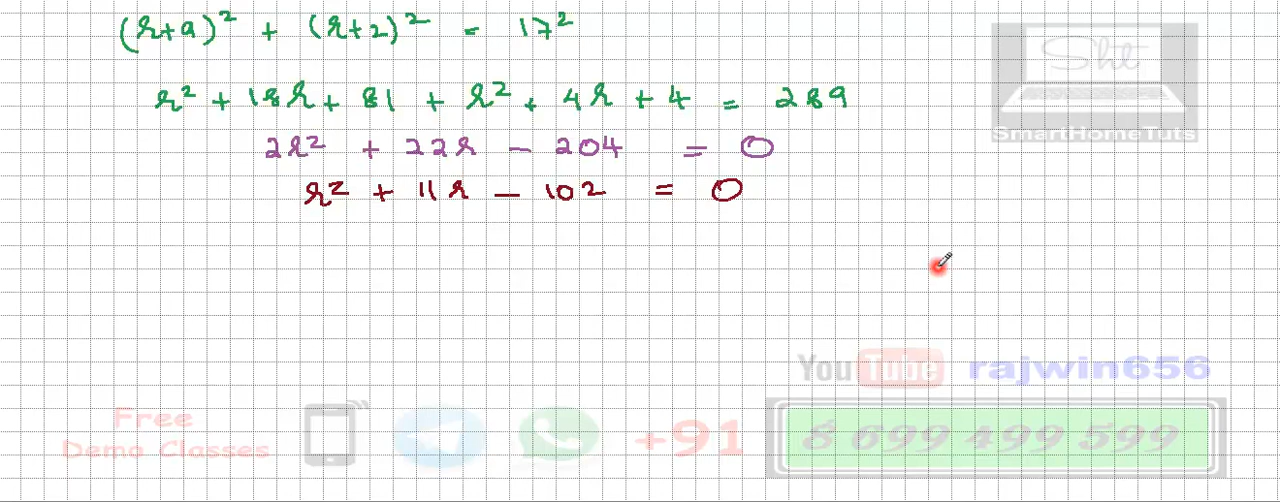 (r+9)² + (r+2)² = 17²
Sht
r² + 18r + 81 + r² + 4r + 4 = 289
SmartHomeTuts
2r² + 22r - 204 = 0
r² + 11r - 102 = 0
YouTube rajwin656
Free
Demo Classes
+91 8 699 499 599